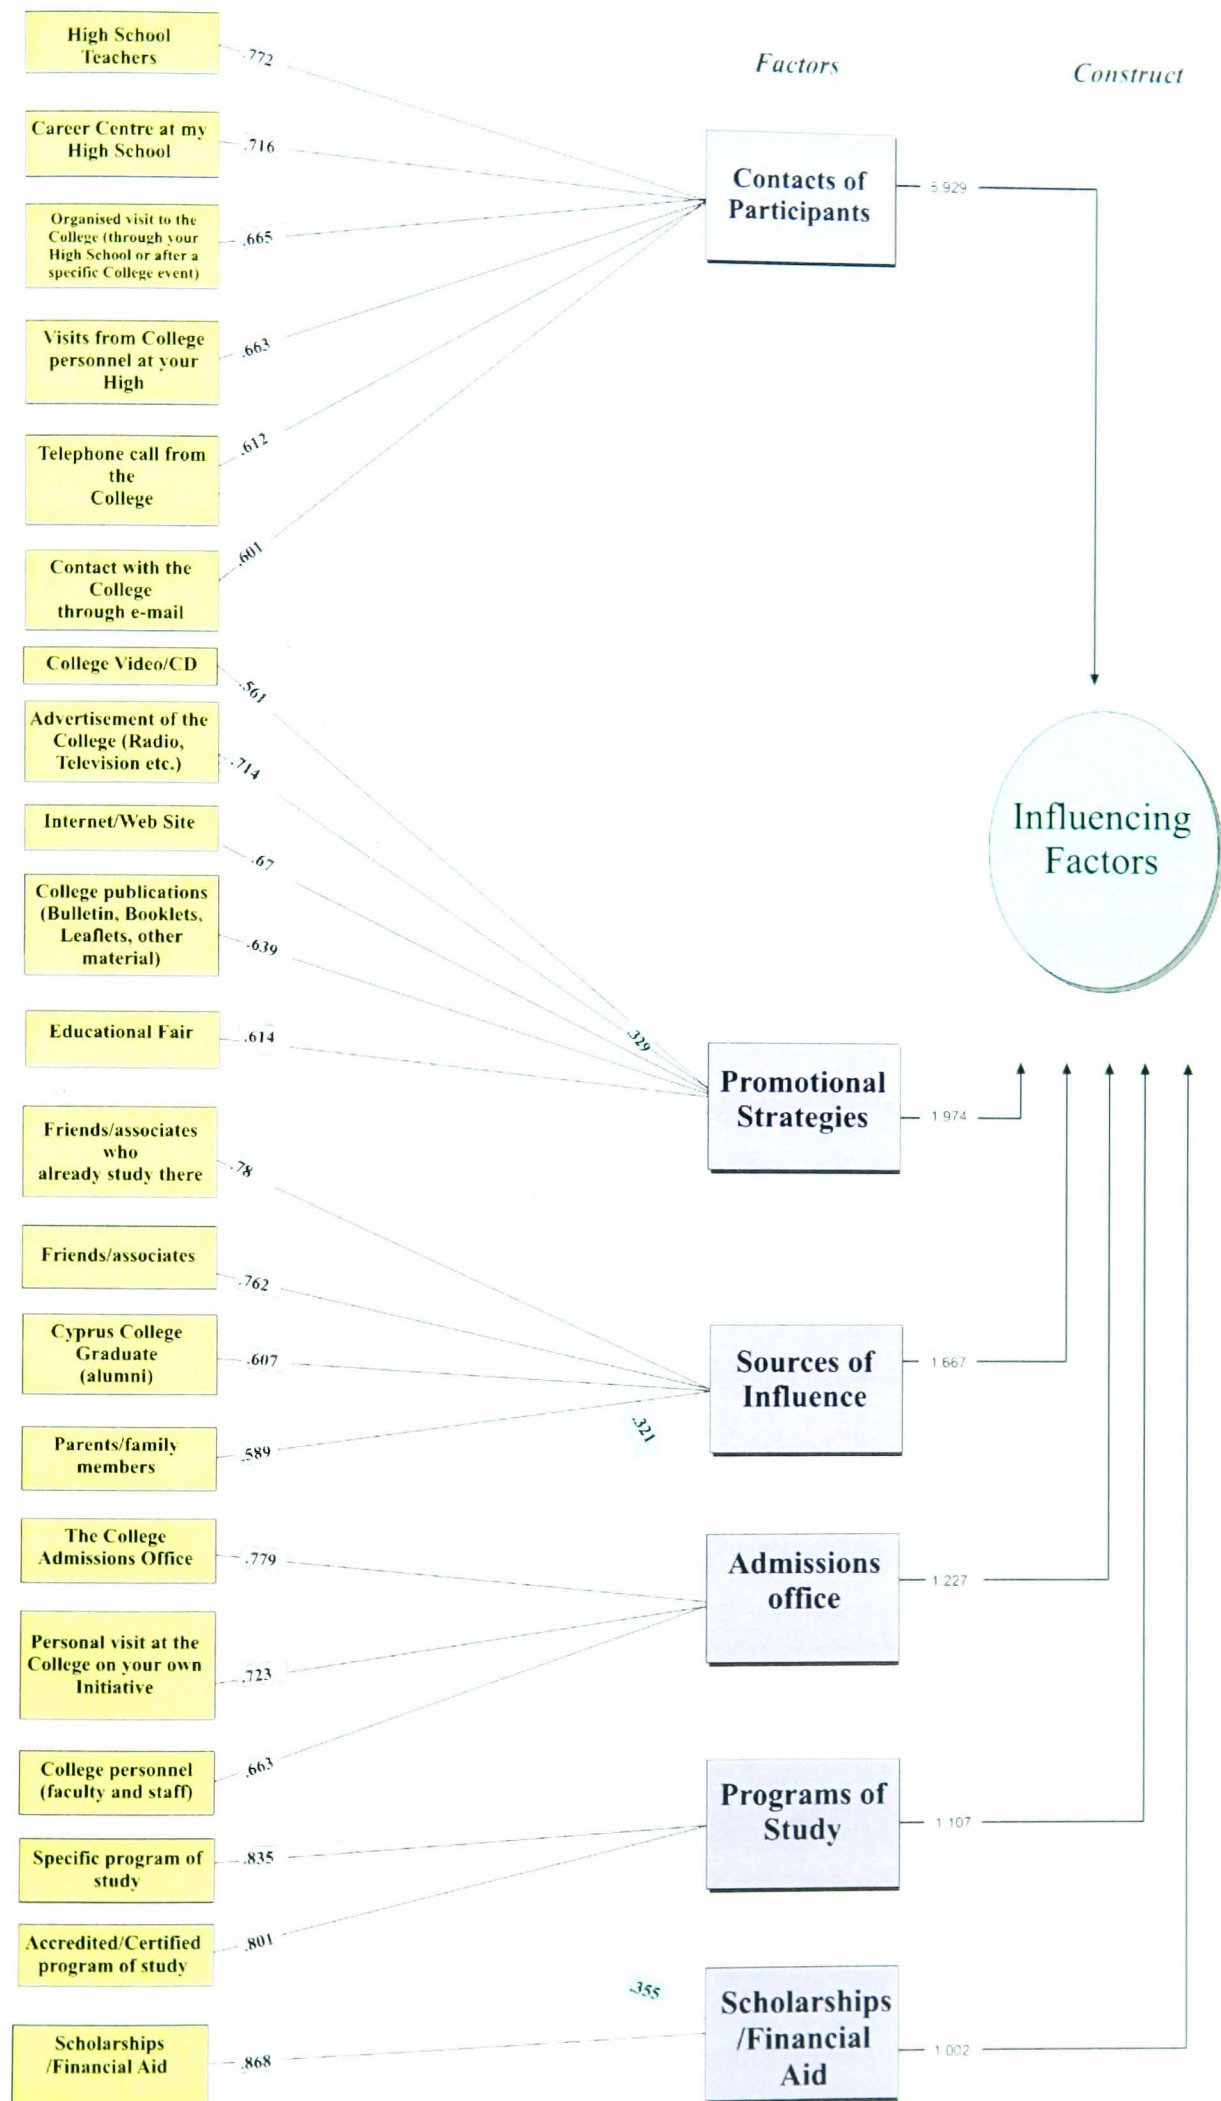 Factors
Construct
High School
Teachers
.772
Career Centre at my
High School
.716
Organised visit to the
College (through your
High School or after a
specific College event)
.665
Visits from College
personnel at your
High
.663
Telephone call from
the
College
.612
Contact with the
College
through e-mail
.601
Contacts of
Participants
5.929
College Video/CD
.561
Advertisement of the
College (Radio,
Television etc.)
.714
Internet/Web Site
.67
College publications
(Bulletin, Booklets,
Leaflets, other
material)
.639
Educational Fair
.614
.329
Promotional
Strategies
1.974
Influencing
Factors
Friends/associates
who
already study there
.78
Friends/associates
.762
Cyprus College
Graduate
(alumni)
.607
Parents/family
members
.589
.321
Sources of
Influence
1.667
The College
Admissions Office
.779
Personal visit at the
College on your own
Initiative
.723
College personnel
(faculty and staff)
.663
Admissions
office
1.227
Specific program of
study
.835
Accredited/Certified
program of study
.801
Programs of
Study
1.107
.355
Scholarships
/Financial Aid
.868
Scholarships
/Financial
Aid
1.002